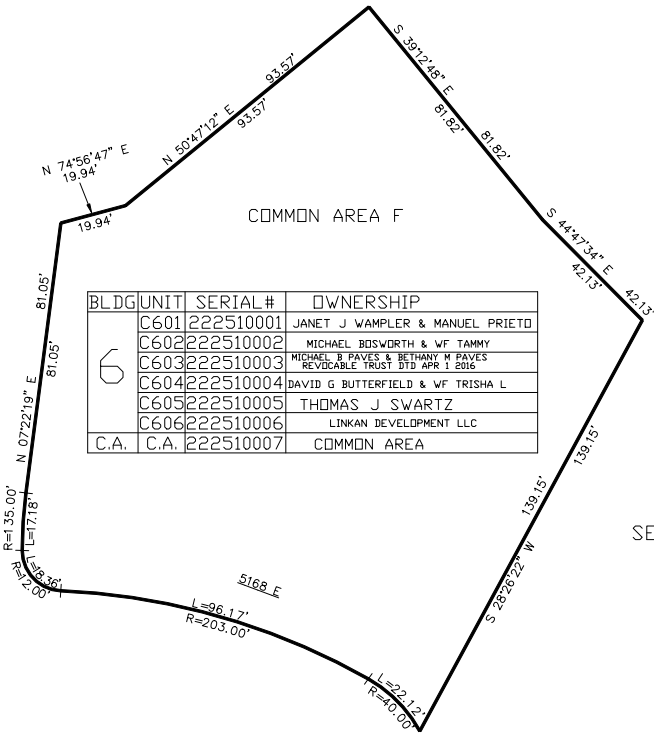 S 39°12'48" E
81.82'
81.82'
93.57'
N 50°47'12" E
93.57'
N 74°56'47" E
19.94'
19.94'
COMMON AREA F
S 44°47'34" E
42.13'
42.13'
81.05'
81.05'
N 07°22'19" E
BLDG UNIT SERIAL# OWNERSHIP
6
C601 222510001 JANET J WAMPLER & MANUEL PRIETO
C602 222510002 MICHAEL BOSWORTH & WF TAMMY
C603 222510003 MICHAEL B PAVES & BETHANY M PAVES
REVOCABLE TRUST DTD APR 1 2016
C604 222510004 DAVID G BUTTERFIELD & WF TRISHA L
C605 222510005 THOMAS J SWARTZ
C606 222510006 LINKAN DEVELOPMENT LLC
C.A. C.A. 222510007 COMMON AREA
139.15'
139.15'
S 28°26'22" W
SE
R=135.00'
L=17.18'
L=18.36'
R=12.00'
5168 E
L=96.17'
R=203.00'
L=22.12'
R=40.00'